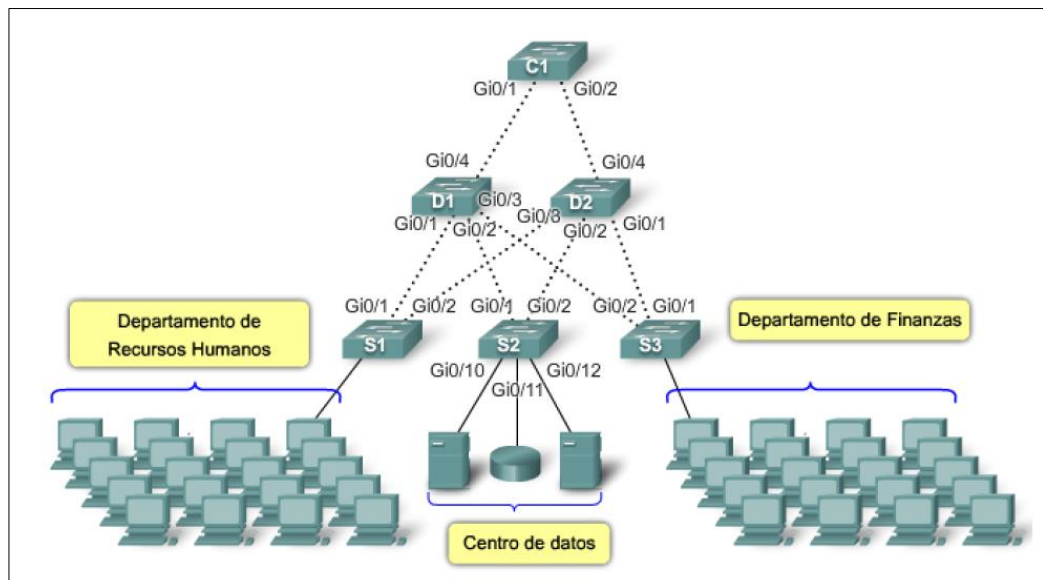 C1
Gi0/1
Gi0/2
Gi0/4
Gi0/4
D1
Gi0/3
D2
Gi0/1
Gi0/2
Gi0/3
Gi0/2
Gi0/1
Gi0/1
Gi0/2
Gi0/1
Gi0/2
Gi0/2
Gi0/1
Departamento de
Recursos Humanos
S1
S2
S3
Departamento de Finanzas
Gi0/10
Gi0/11
Gi0/12
Centro de datos